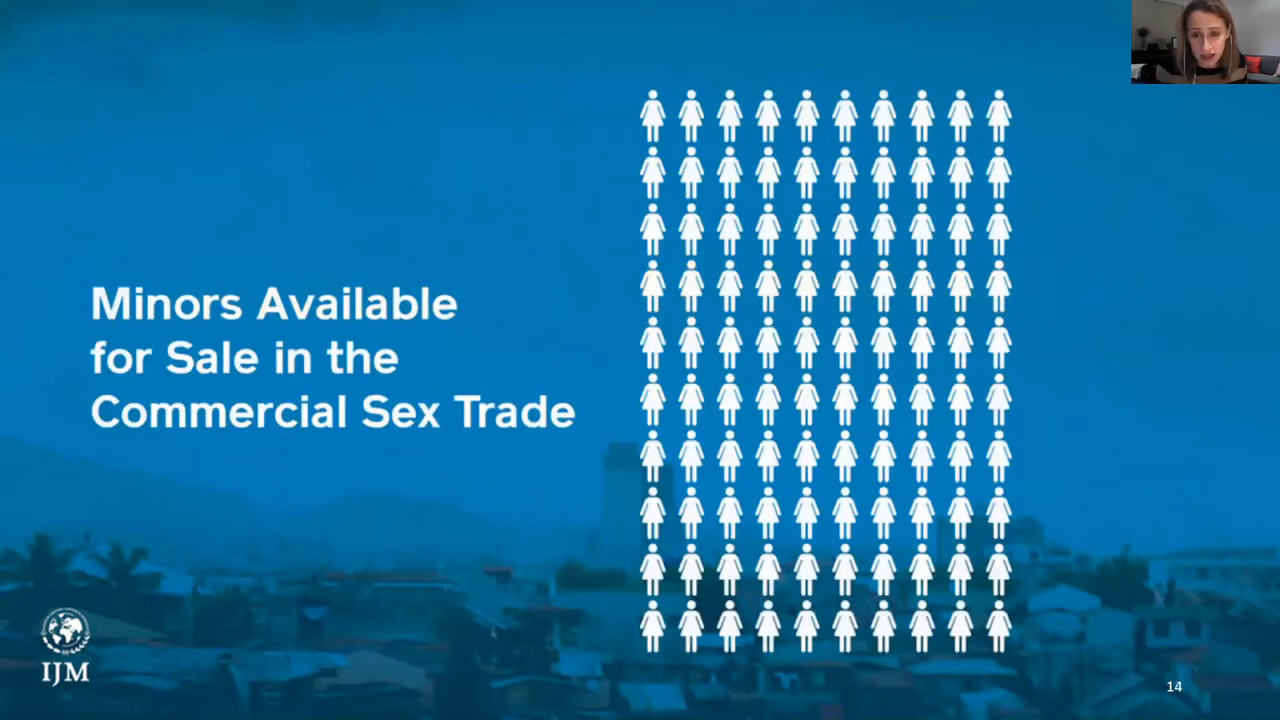 Minors Available
for Sale in the
Commercial Sex Trade
IJM
14